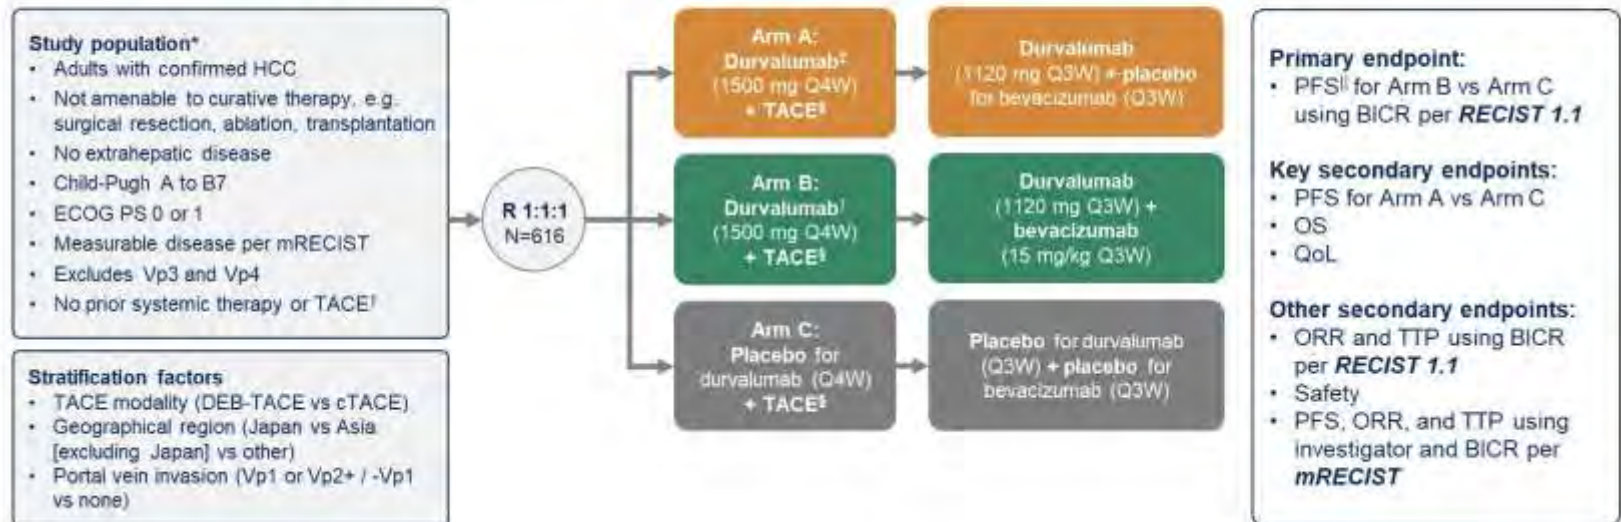 Study population*
• Adults with confirmed HCC
• Not amenable to curative therapy, e.g.
surgical resection, ablation, transplantation
• No extrahepatic disease
• Child-Pugh A to B7
• ECOG PS 0 or 1
• Measurable disease per mRECIST
• Excludes Vp3 and Vp4
• No prior systemic therapy or TACE†
Stratification factors
• TACE modality (DEB-TACE vs cTACE)
• Geographical region (Japan vs Asia
[excluding Japan] vs other)
• Portal vein invasion (Vp1 or Vp2+ / -Vp1
vs none)
R 1:1:1
N=616
Arm A:
Durvalumab‡
(1500 mg Q4W)
+ TACE§
Durvalumab
(1120 mg Q3W) + placebo
for bevacizumab (Q3W)
Arm B:
Durvalumab
(1500 mg Q4W)
+ TACE§
Durvalumab
(1120 mg Q3W) +
bevacizumab
(15 mg/kg Q3W)
Arm C:
Placebo for
durvalumab (Q4W)
+ TACE§
Placebo for durvalumab
(Q3W) + placebo for
bevacizumab (Q3W)
Primary endpoint:
• PFS‖ for Arm B vs Arm C
using BICR per RECIST 1.1
Key secondary endpoints:
• PFS for Arm A vs Arm C
• OS
• QoL
Other secondary endpoints:
• ORR and TTP using BICR
per RECIST 1.1
• Safety
• PFS, ORR, and TTP using
investigator and BICR per
mRECIST